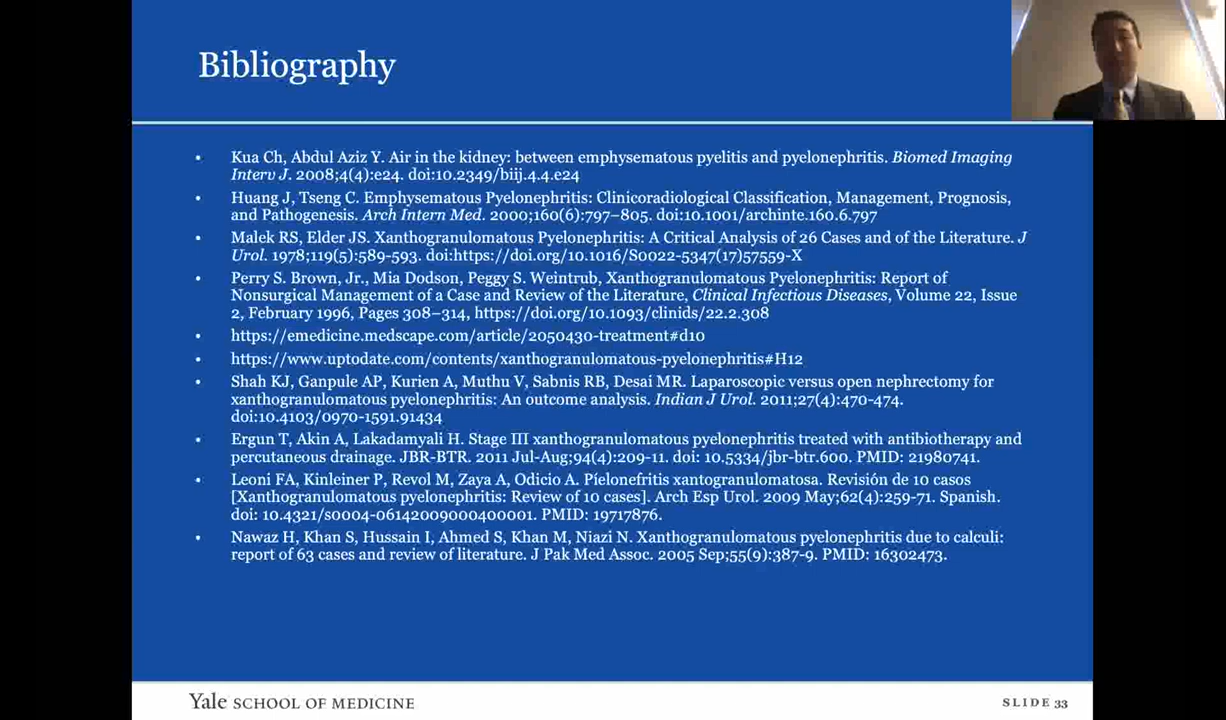 Bibliography
• Kua Ch, Abdul Aziz Y. Air in the kidney: between emphysematous pyelitis and pyelonephritis. Biomed Imaging
Interv J. 2008;4(4):e24. doi:10.2349/biij.4.4.e24
• Huang J, Tseng C. Emphysematous Pyelonephritis: Clinicoradiological Classification, Management, Prognosis,
and Pathogenesis. Arch Intern Med. 2000;160(6):797–805. doi:10.1001/archinte.160.6.797
• Malek RS, Elder JS. Xanthogranulomatous Pyelonephritis: A Critical Analysis of 26 Cases and of the Literature. J
Urol. 1978;119(5):589-593. doi:https://doi.org/10.1016/S0022-5347(17)57559-X
• Perry S. Brown, Jr., Mia Dodson, Peggy S. Weintrub, Xanthogranulomatous Pyelonephritis: Report of
Nonsurgical Management of a Case and Review of the Literature, Clinical Infectious Diseases, Volume 22, Issue
2, February 1996, Pages 308–314, https://doi.org/10.1093/clinids/22.2.308
• https://emedicine.medscape.com/article/2050430-treatment#d10
• https://www.uptodate.com/contents/xanthogranulomatous-pyelonephritis#H12
• Shah KJ, Ganpule AP, Kurien A, Muthu V, Sabnis RB, Desai MR. Laparoscopic versus open nephrectomy for
xanthogranulomatous pyelonephritis: An outcome analysis. Indian J Urol. 2011;27(4):470-474.
doi:10.4103/0970-1591.91434
• Ergun T, Akin A, Lakadamyali H. Stage III xanthogranulomatous pyelonephritis treated with antibiotherapy and
percutaneous drainage. JBR-BTR. 2011 Jul-Aug;94(4):209-11. doi: 10.5334/jbr-btr.600. PMID: 21980741.
• Leoni FA, Kinleiner P, Revol M, Zaya A, Odicio A. Píelonefritis xantogranulomatosa. Revisión de 10 casos
[Xanthogranulomatous pyelonephritis: Review of 10 cases]. Arch Esp Urol. 2009 May;62(4):259-71. Spanish.
doi: 10.4321/s0004-06142009000400001. PMID: 19717876.
• Nawaz H, Khan S, Hussain I, Ahmed S, Khan M, Niazi N. Xanthogranulomatous pyelonephritis due to calculi:
report of 63 cases and review of literature. J Pak Med Assoc. 2005 Sep;55(9):387-9. PMID: 16302473.
Yale SCHOOL OF MEDICINE
SLIDE 33